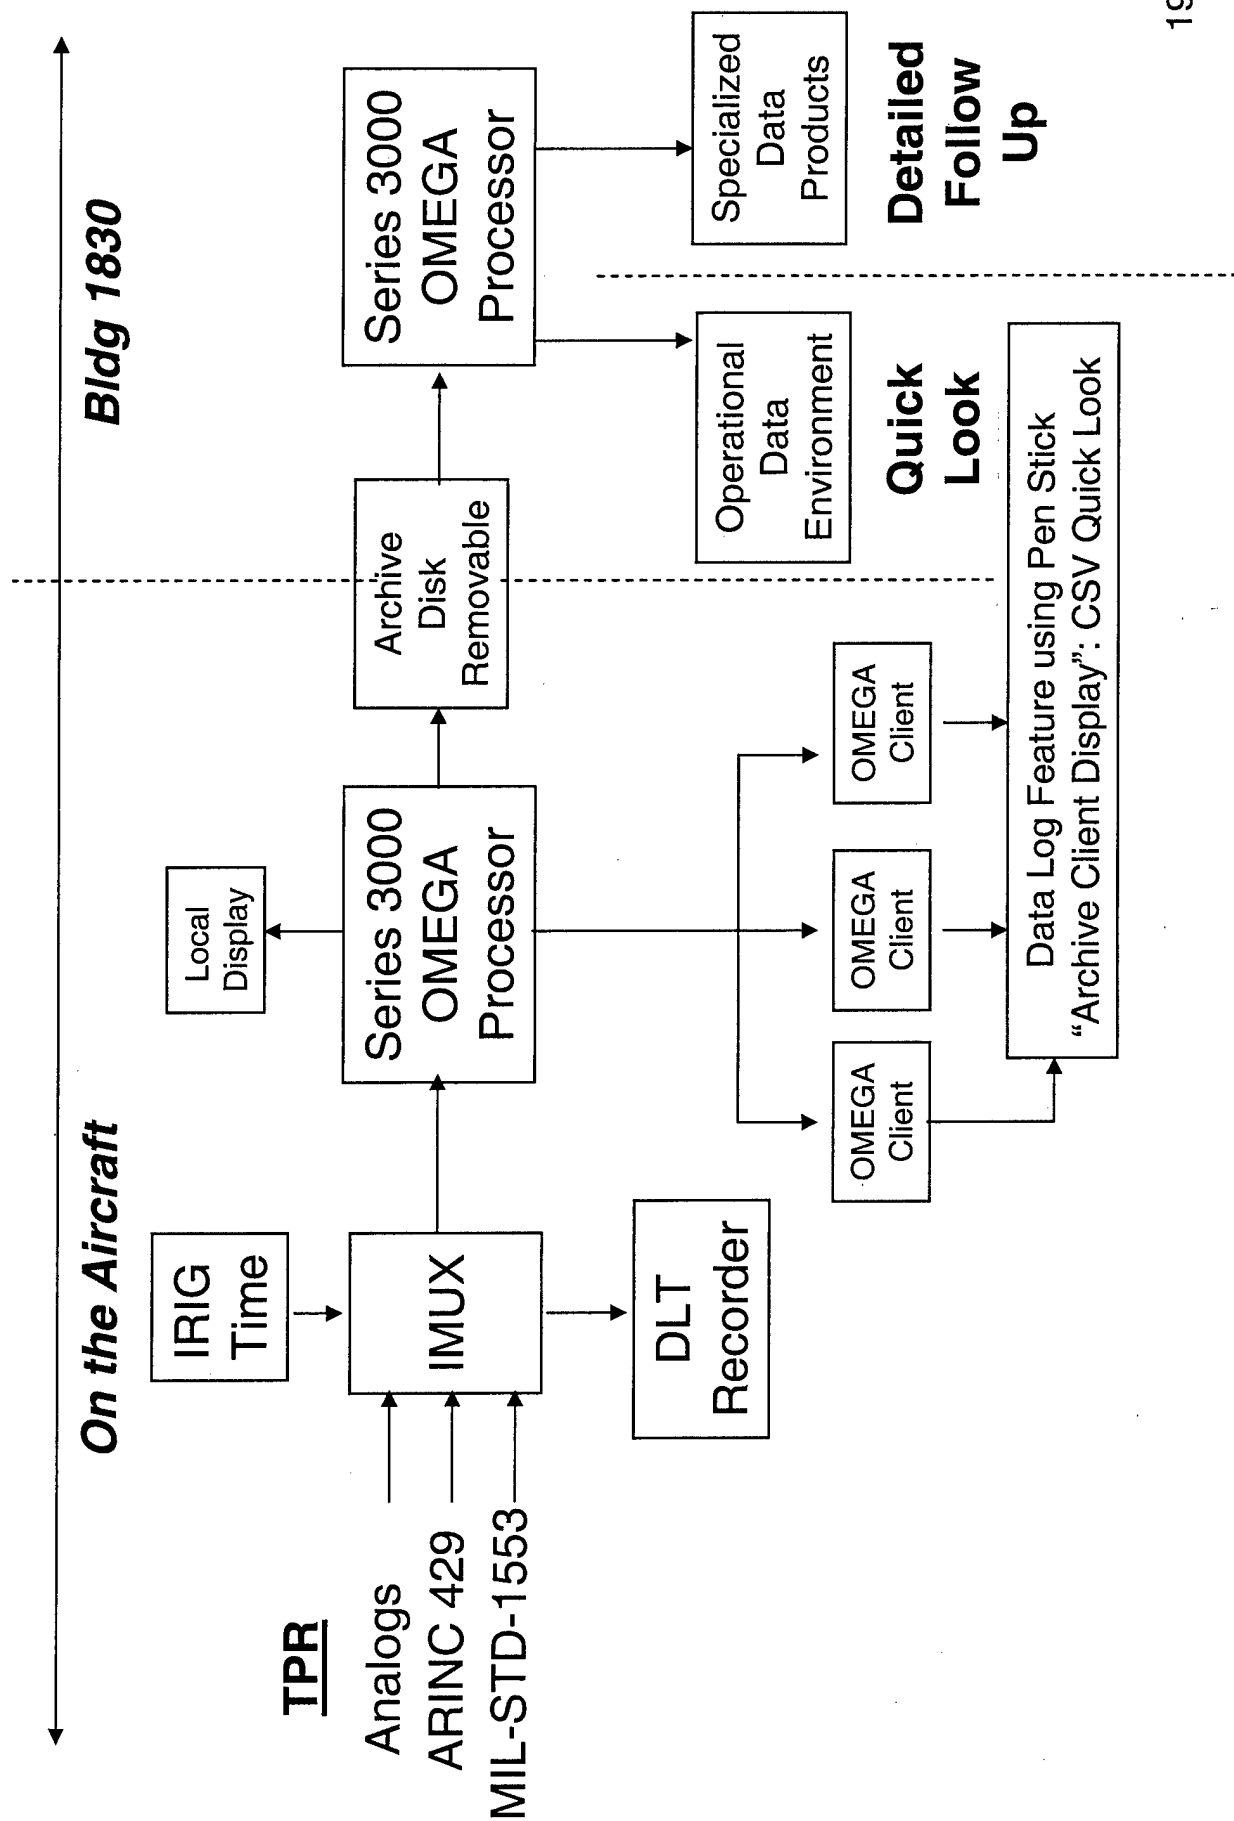 On the Aircraft
Bldg 1830
TPR
Analogs
ARINC 429
MIL-STD-1553
IRIG
Time
IMUX
DLT
Recorder
Local
Display
Series 3000
OMEGA
Processor
OMEGA
Client
OMEGA
Client
OMEGA
Client
Archive
Disk
Removable
Series 3000
OMEGA
Processor
Operational
Data
Environment
Specialized
Data
Products
Quick
Look
Detailed
Follow
Up
Data Log Feature using Pen Stick
“Archive Client Display”: CSV Quick Look
19